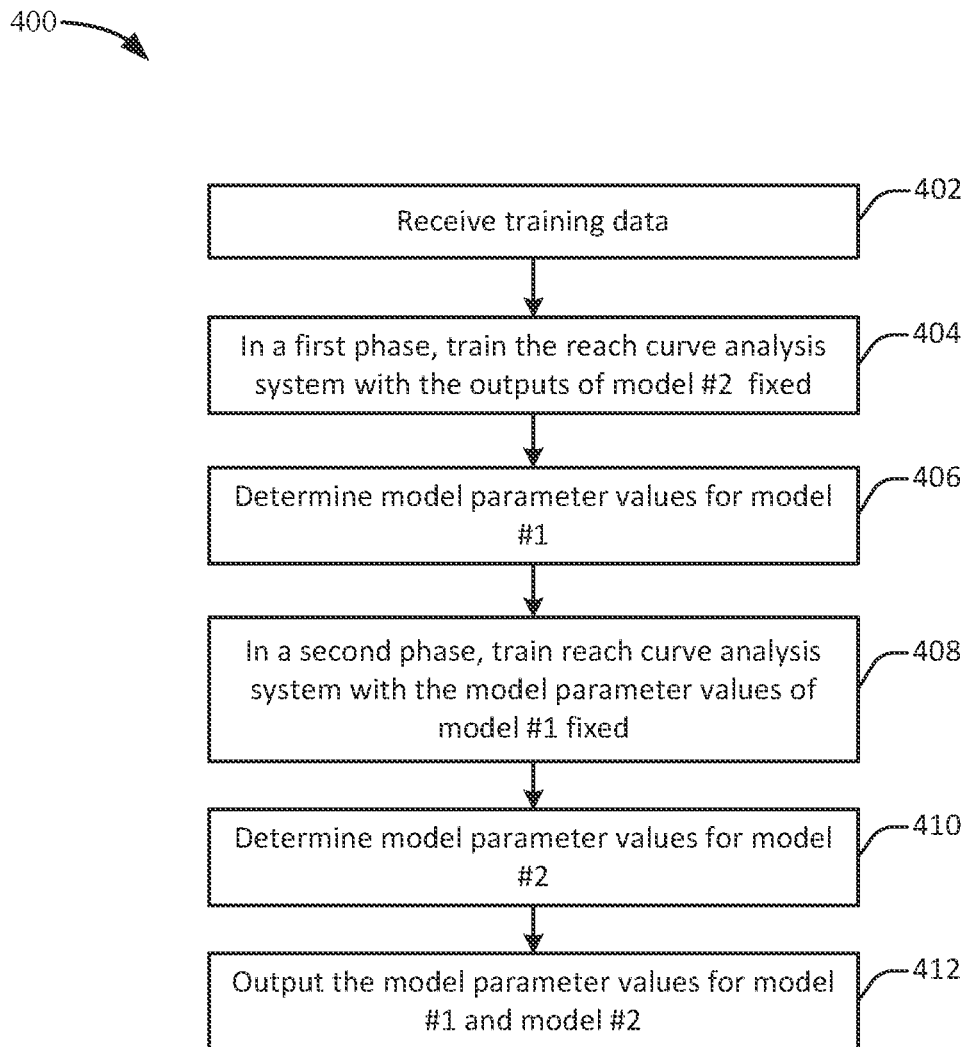 400
402
Receive training data
404
In a first phase, train the reach curve analysis
system with the outputs of model #2 fixed
406
Determine model parameter values for model
#1
408
In a second phase, train reach curve analysis
system with the model parameter values of
model #1 fixed
410
Determine model parameter values for model
#2
412
Output the model parameter values for model
#1 and model #2